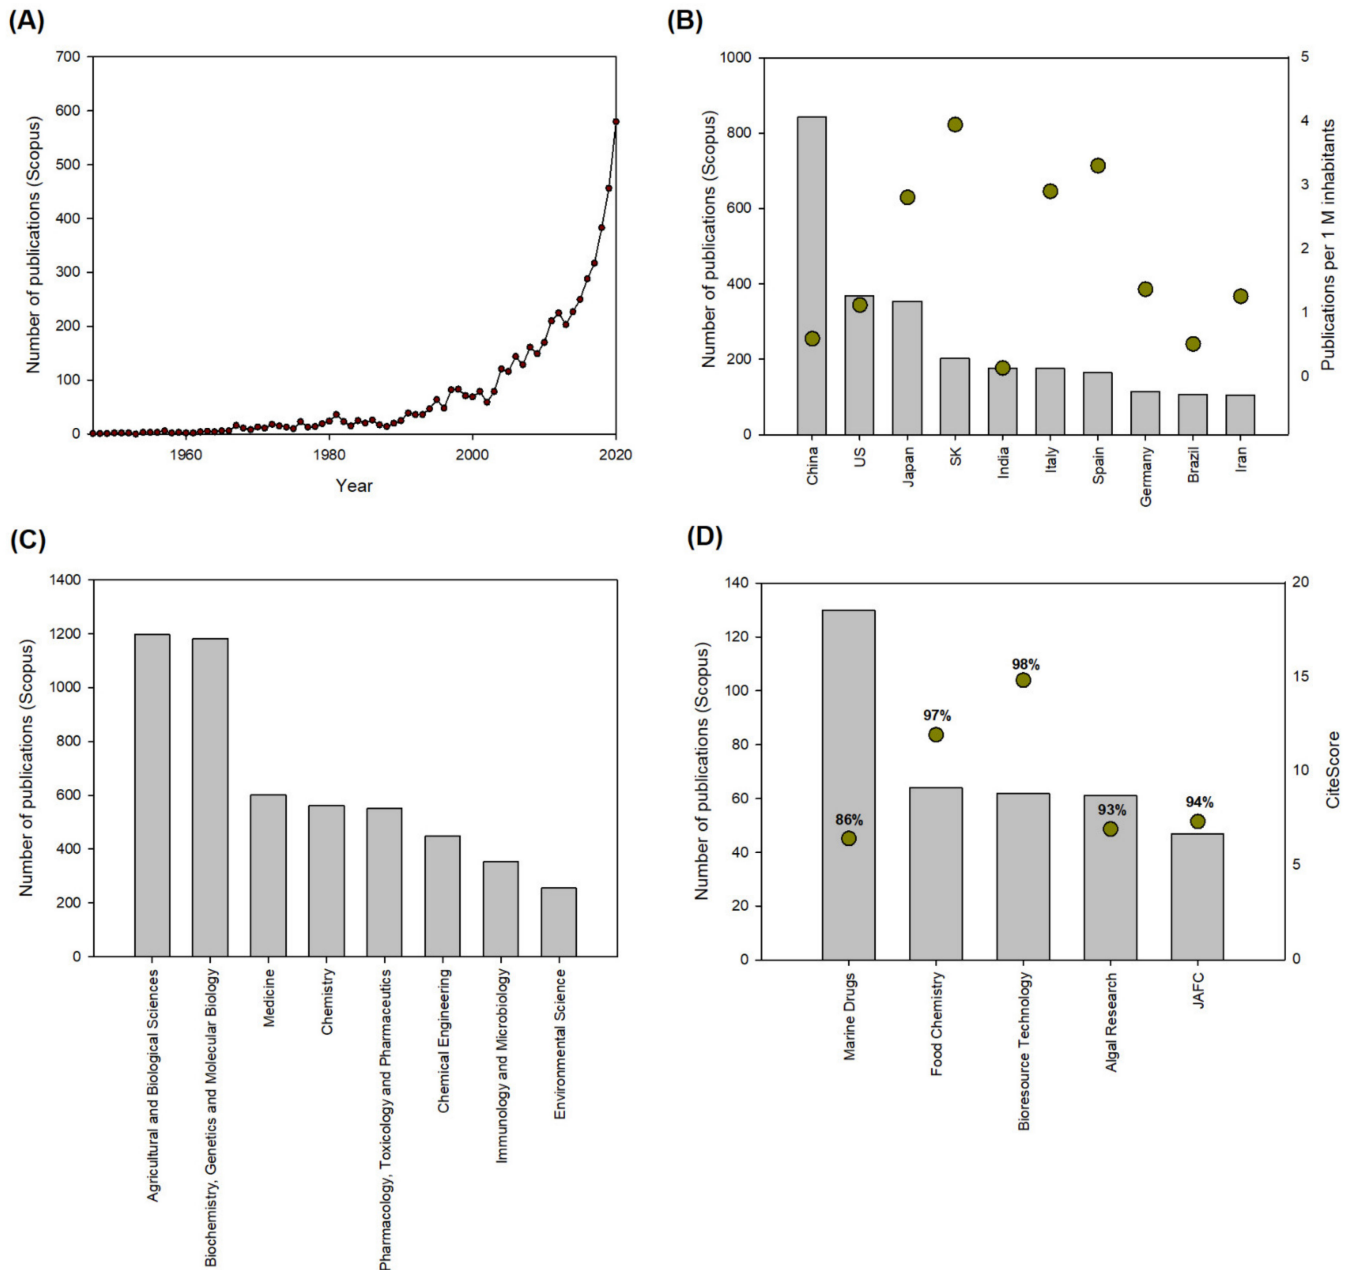 (A)
Number of publications (Scopus)
700
600
500
400
300
200
100
0
1960
1980
2000
2020
Year
(B)
Number of publications (Scopus)
1000
800
600
400
200
0
5
4
3
2
1
0
Publications per 1 M inhabitants
China
US
Japan
SK
India
Italy
Spain
Germany
Brazil
Iran
(C)
Number of publications (Scopus)
1400
1200
1000
800
600
400
200
0
Agricultural and Biological Sciences
Biochemistry, Genetics and Molecular Biology
Medicine
Chemistry
Pharmacology, Toxicology and Pharmaceutics
Chemical Engineering
Immunology and Microbiology
Environmental Science
(D)
Number of publications (Scopus)
140
120
100
80
60
40
20
0
86%
97%
98%
93%
94%
20
15
10
5
0
CiteScore
Marine Drugs
Food Chemistry
Bioresource Technology
Algal Research
JAFC